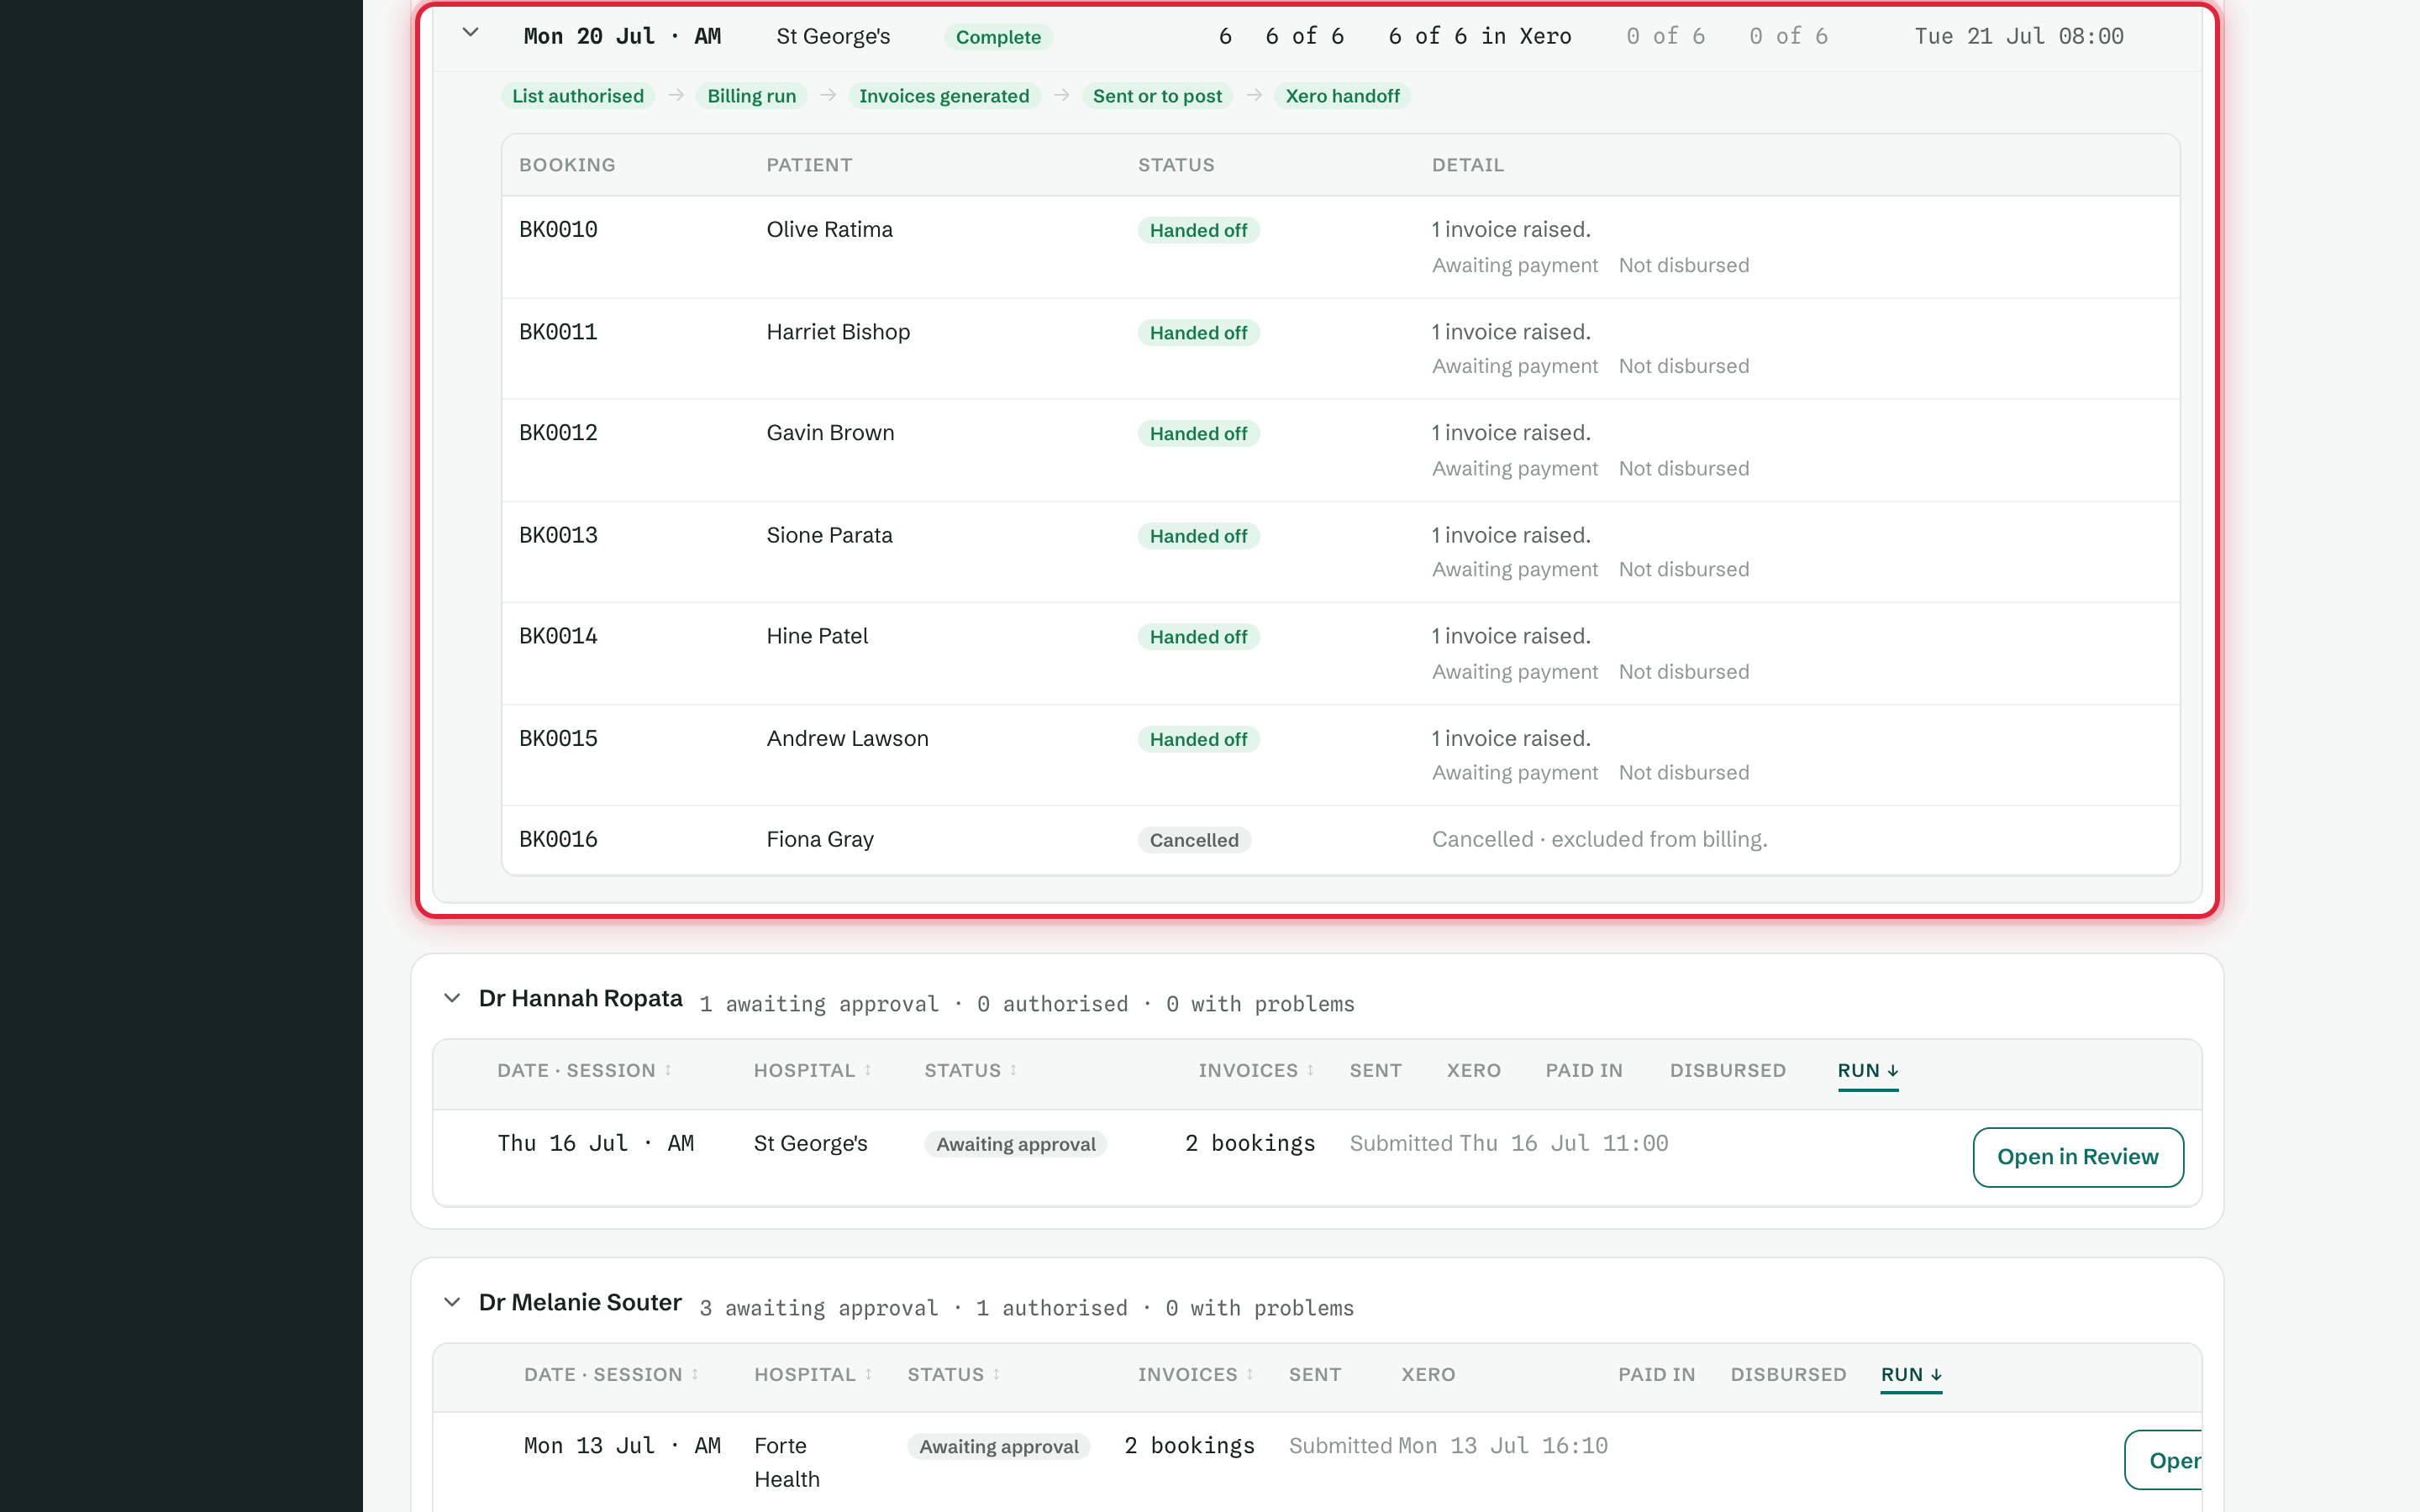 Mon 20 Jul · AM St George's Complete 6 6 of 6 6 of 6 in Xero 0 of 6 0 of 6 Tue 21 Jul 08:00
List authorised → Billing run → Invoices generated → Sent or to post → Xero handoff
BOOKING PATIENT STATUS DETAIL
BK0010 Olive Ratima Handed off 1 invoice raised.
Awaiting payment Not disbursed
BK0011 Harriet Bishop Handed off 1 invoice raised.
Awaiting payment Not disbursed
BK0012 Gavin Brown Handed off 1 invoice raised.
Awaiting payment Not disbursed
BK0013 Sione Parata Handed off 1 invoice raised.
Awaiting payment Not disbursed
BK0014 Hine Patel Handed off 1 invoice raised.
Awaiting payment Not disbursed
BK0015 Andrew Lawson Handed off 1 invoice raised.
Awaiting payment Not disbursed
BK0016 Fiona Gray Cancelled Cancelled · excluded from billing.
Dr Hannah Ropata 1 awaiting approval · 0 authorised · 0 with problems
DATE · SESSION ↕ HOSPITAL ↕ STATUS ↕ INVOICES ↕ SENT XERO PAID IN DISBURSED RUN ↓
Thu 16 Jul · AM St George's Awaiting approval 2 bookings Submitted Thu 16 Jul 11:00 Open in Review
Dr Melanie Souter 3 awaiting approval · 1 authorised · 0 with problems
DATE · SESSION ↕ HOSPITAL ↕ STATUS ↕ INVOICES ↕ SENT XERO PAID IN DISBURSED RUN ↓
Mon 13 Jul · AM Forte Awaiting approval 2 bookings Submitted Mon 13 Jul 16:10
Health